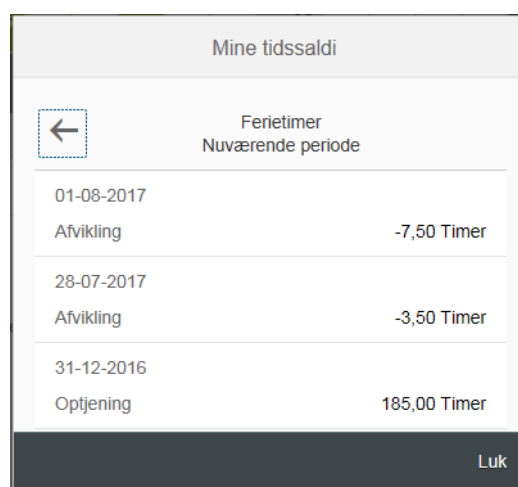 Mine tidssaldi
Ferietimer
Nuværende periode
01-08-2017
Afvikling -7,50 Timer
28-07-2017
Afvikling -3,50 Timer
31-12-2016
Optjening 185,00 Timer
Luk